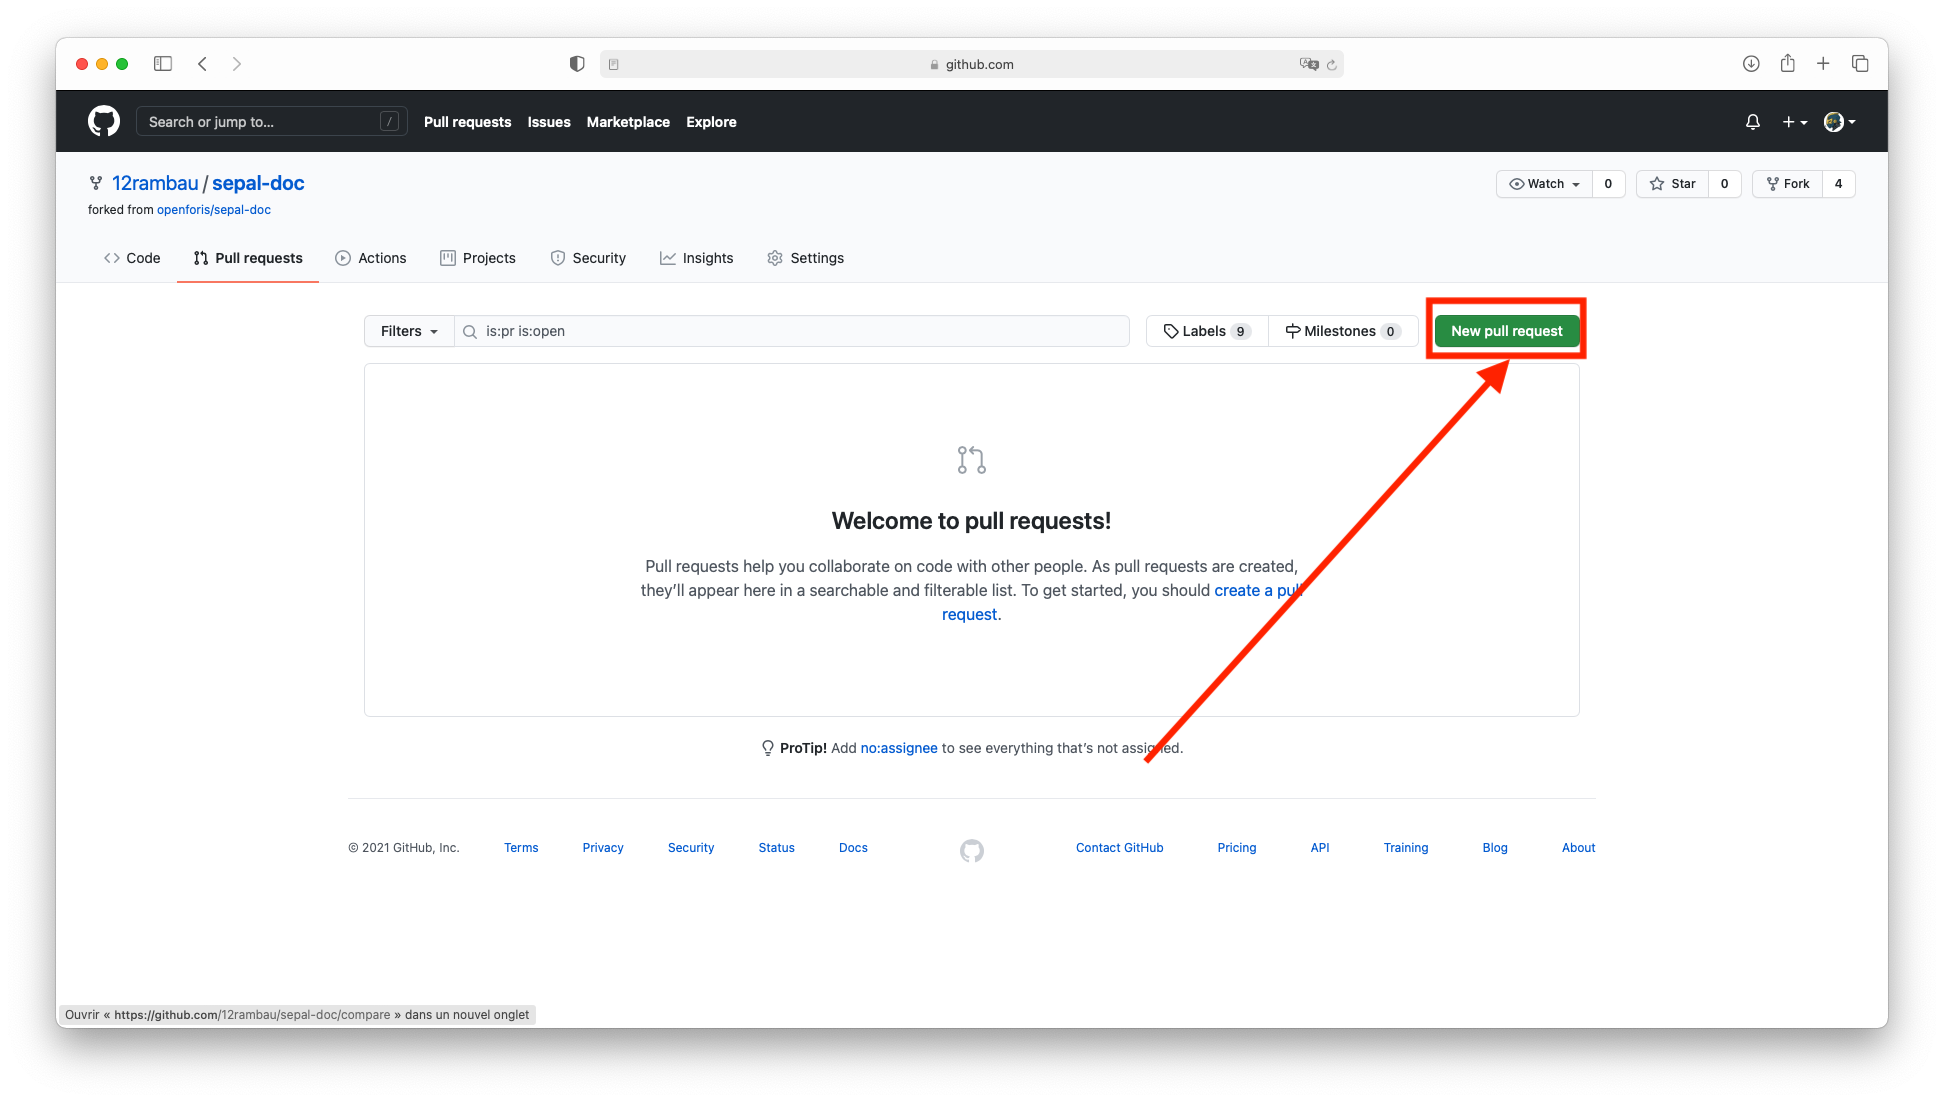 github.com
Search or jump to... /
Pull requests Issues Marketplace Explore
12rambau / sepal-doc
Watch 0 Star 0 Fork 4
forked from openforis/sepal-doc
Code Pull requests Actions Projects Security Insights Settings
Filters is:pr is:open Labels 9 Milestones 0 New pull request
Welcome to pull requests!
Pull requests help you collaborate on code with other people. As pull requests are created,
they’ll appear here in a searchable and filterable list. To get started, you should create a pull
request.
ProTip! Add no:assignee to see everything that’s not assigned.
© 2021 GitHub, Inc. Terms Privacy Security Status Docs Contact GitHub Pricing API Training Blog About
Ouvrir « https://github.com/12rambau/sepal-doc/compare » dans un nouvel onglet